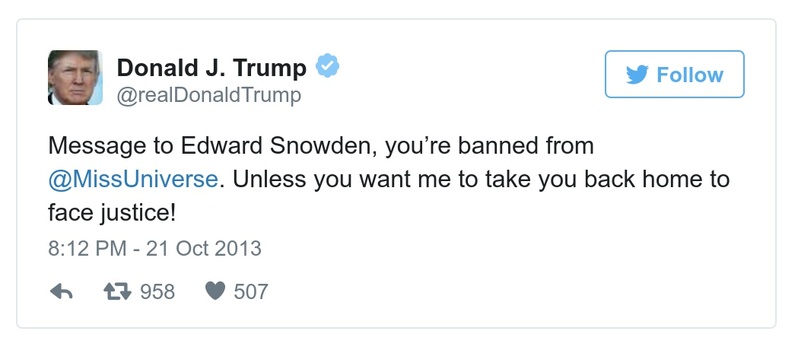 Donald J. Trump
@realDonaldTrump
Follow
Message to Edward Snowden, you’re banned from
@MissUniverse. Unless you want me to take you back home to
face justice!
8:12 PM - 21 Oct 2013
958 507